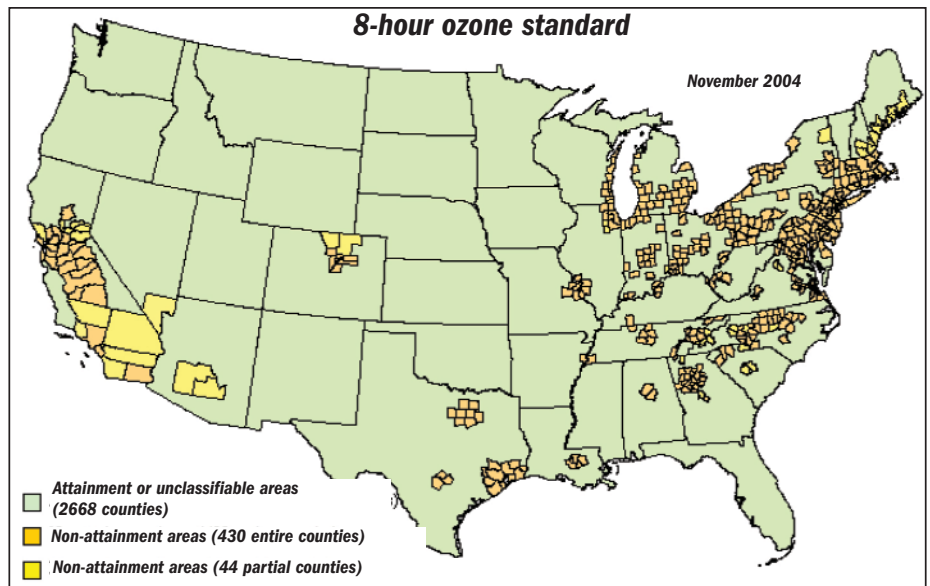 8-hour ozone standard
November 2004
Attainment or unclassifiable areas
(2668 counties)
Non-attainment areas (430 entire counties)
Non-attainment areas (44 partial counties)